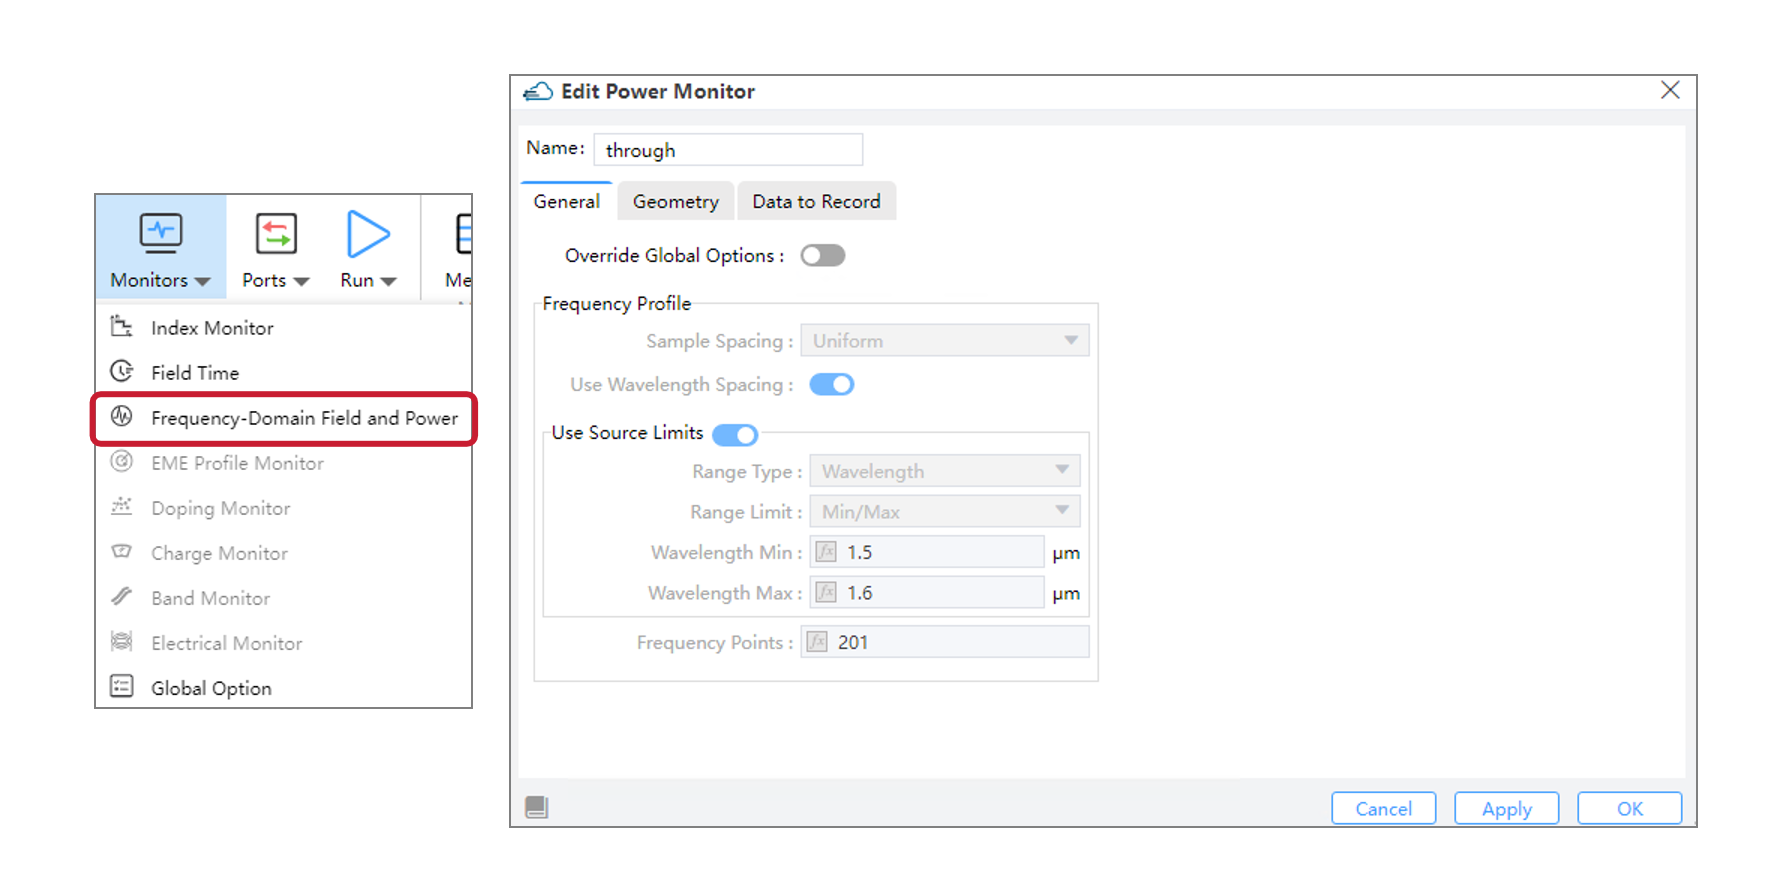 Monitors
Ports
Run
Me
Index Monitor
Field Time
Frequency-Domain Field and Power
EME Profile Monitor
Doping Monitor
Charge Monitor
Band Monitor
Electrical Monitor
Global Option
Edit Power Monitor
Name: through
General Geometry Data to Record
Override Global Options :
Frequency Profile
Sample Spacing : Uniform
Use Wavelength Spacing :
Use Source Limits
Range Type : Wavelength
Range Limit : Min/Max
Wavelength Min : fx 1.5 μm
Wavelength Max : fx 1.6 μm
Frequency Points : fx 201
Cancel Apply OK